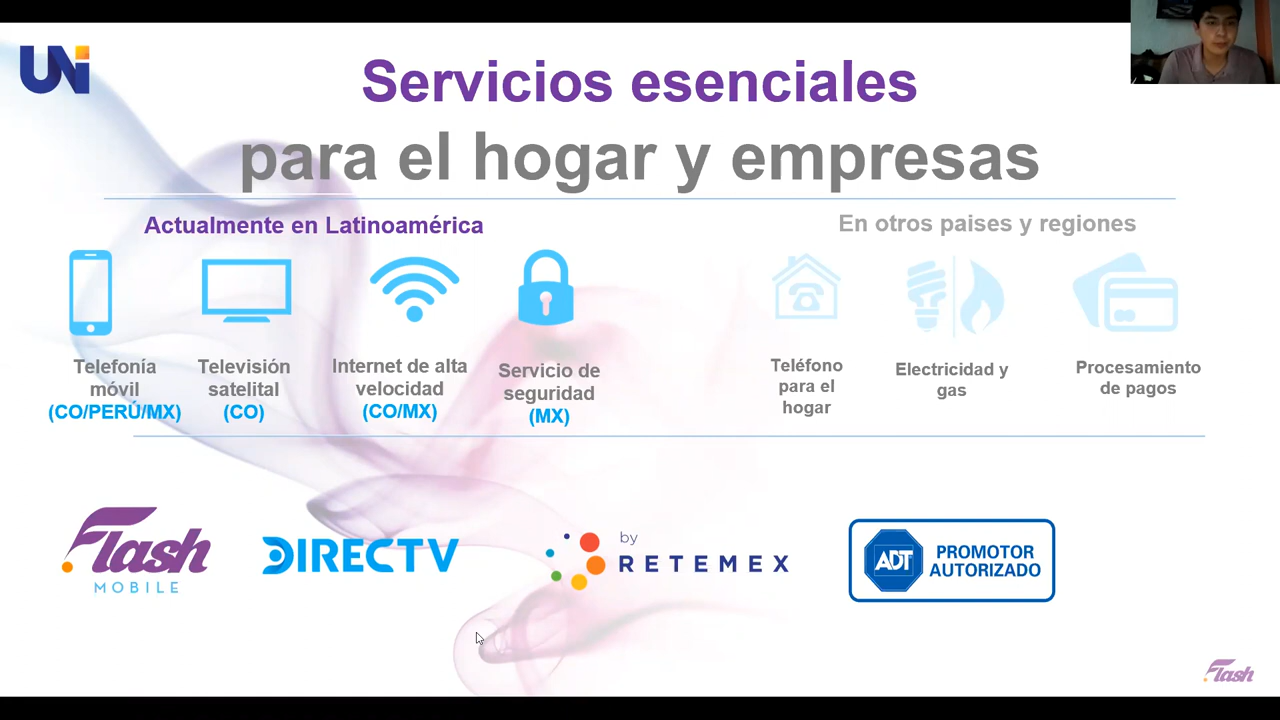 UNi
Servicios esenciales
para el hogar y empresas
Actualmente en Latinoamérica
En otros paises y regiones
Telefonía
móvil
(CO/PERÚ/MX)
Televisión
satelital
(CO)
Internet de alta
velocidad
(CO/MX)
Servicio de
seguridad
(MX)
Teléfono
para el
hogar
Electricidad y
gas
Procesamiento
de pagos
Flash
MOBILE
DIRECTV
by
RETEMEX
ADT
PROMOTOR
AUTORIZADO
Flash